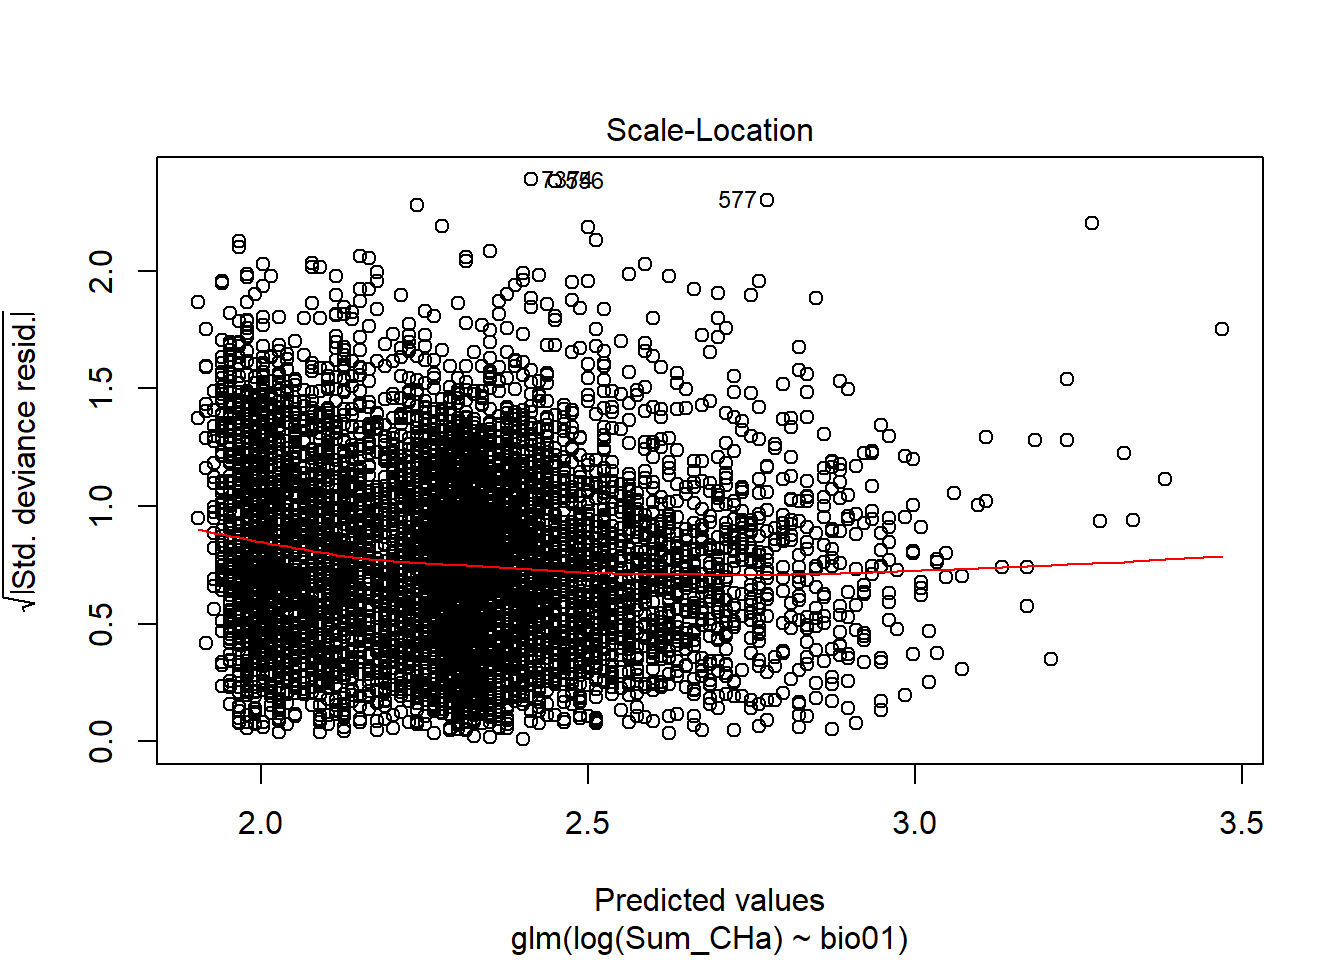 Scale-Location
577
√|Std. deviance resid.|
2.0
1.5
1.0
0.5
0.0
2.0 2.5 3.0 3.5
Predicted values
glm(log(Sum_CHa) ~ bio01)